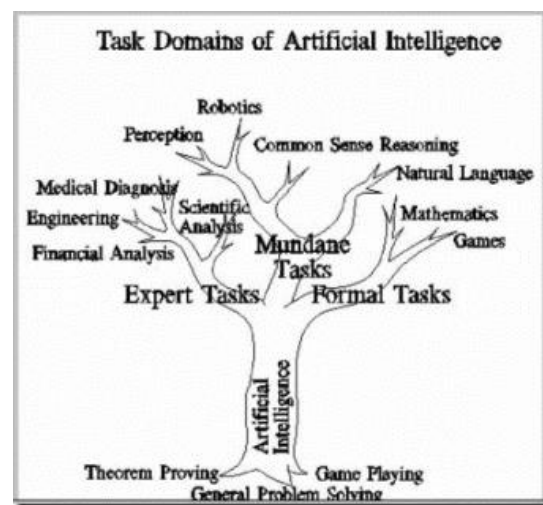 Task Domains of Artificial Intelligence
Robotics
Perception
Common Sense Reasoning
Natural Language
Medical Diagnosis
Scientific
Analysis
Engineering
Mathematics
Games
Financial Analysis
Mundane
Tasks
Expert Tasks
Formal Tasks
Artificial
Intelligence
Theorem Proving
Game Playing
General Problem Solving